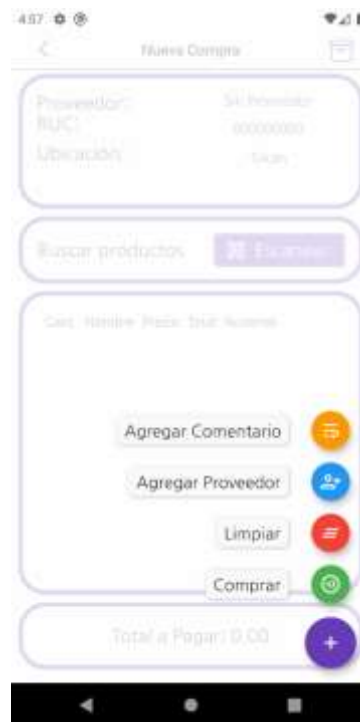 4:57
Nueva Compra
Proveedor: Sin Proveedor
RUC: 000000000
Ubicación:
Buscar productos Escanear
Cant. Nombre Precio Total
Agregar Comentario
Agregar Proveedor
Limpiar
Comprar
Total a Pagar: 0.00